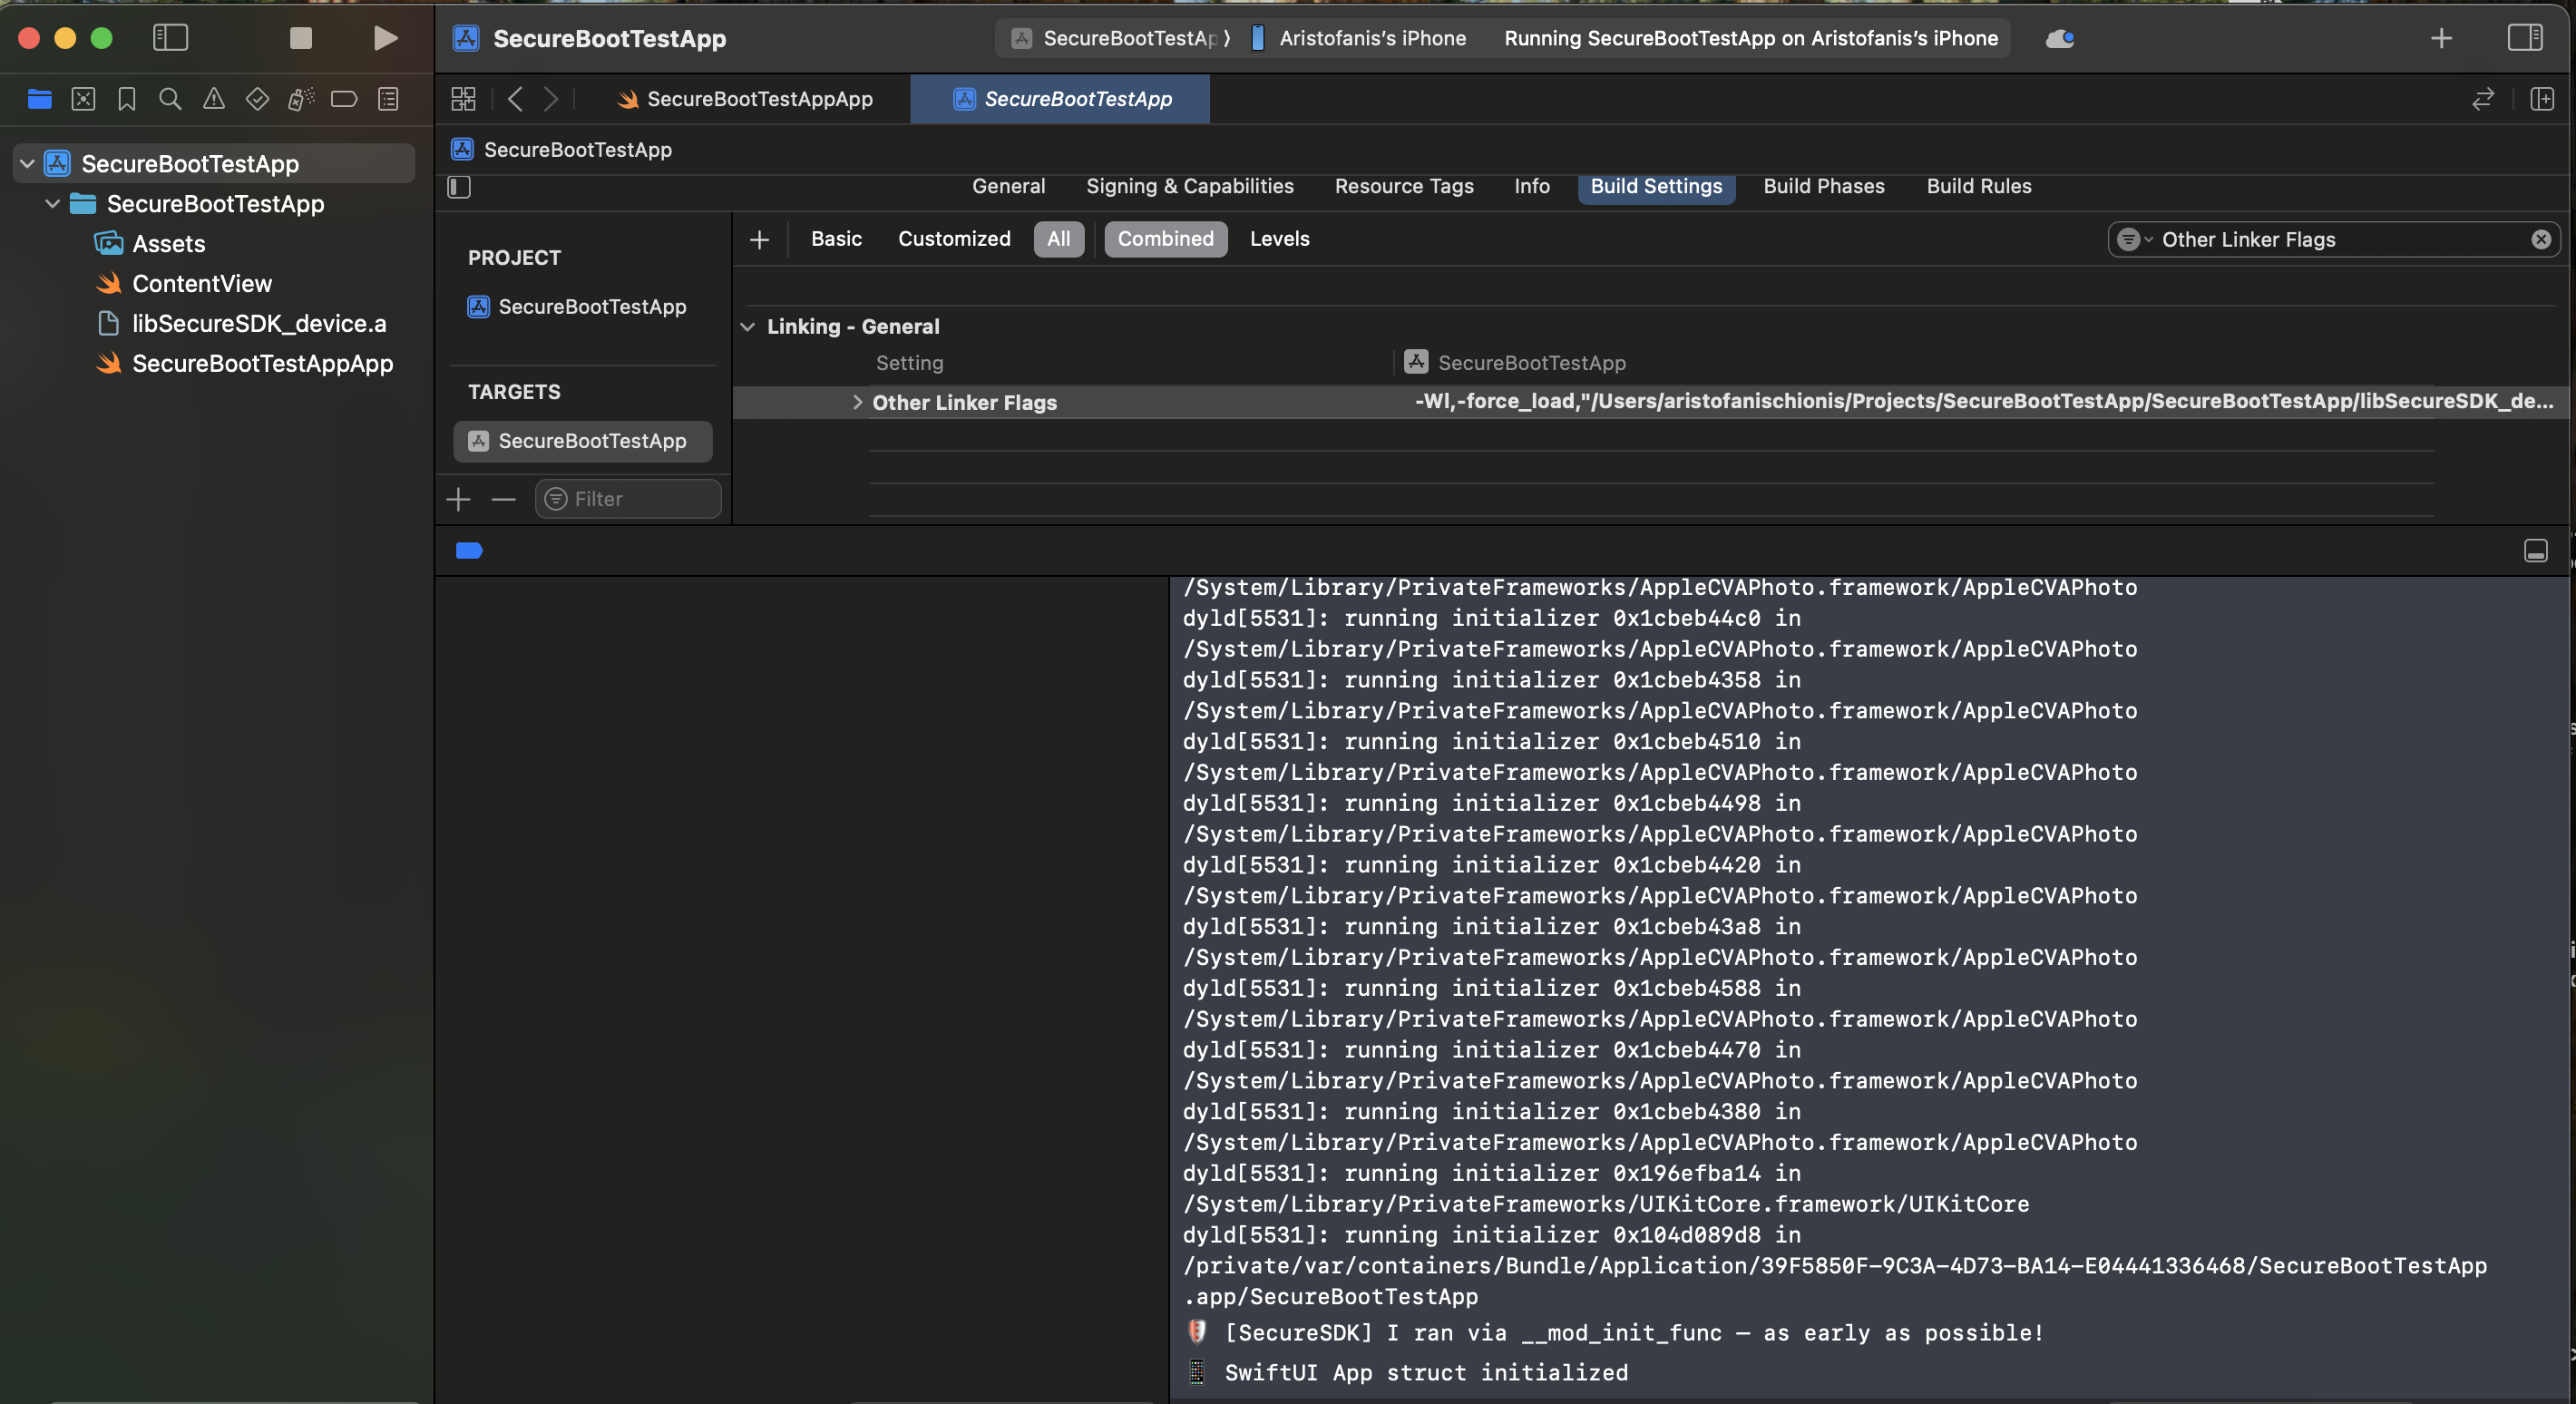 SecureBootTestApp
SecureBootTestAp
Aristofanis’s iPhone
Running SecureBootTestApp on Aristofanis’s iPhone
SecureBootTestAppApp
SecureBootTestApp
SecureBootTestApp
SecureBootTestApp
Assets
ContentView
libSecureSDK_device.a
SecureBootTestAppApp
SecureBootTestApp
General
Signing & Capabilities
Resource Tags
Info
Build Settings
Build Phases
Build Rules
Basic
Customized
All
Combined
Levels
Other Linker Flags
PROJECT
SecureBootTestApp
TARGETS
SecureBootTestApp
Filter
Linking - General
Setting
SecureBootTestApp
Other Linker Flags
-Wl,-force_load,"/Users/aristofanischionis/Projects/SecureBootTestApp/SecureBootTestApp/libSecureSDK_de...
/System/Library/PrivateFrameworks/AppleCVAPhoto.framework/AppleCVAPhoto
dyld[5531]: running initializer 0x1cbeb44c0 in
/System/Library/PrivateFrameworks/AppleCVAPhoto.framework/AppleCVAPhoto
dyld[5531]: running initializer 0x1cbeb4358 in
/System/Library/PrivateFrameworks/AppleCVAPhoto.framework/AppleCVAPhoto
dyld[5531]: running initializer 0x1cbeb4510 in
/System/Library/PrivateFrameworks/AppleCVAPhoto.framework/AppleCVAPhoto
dyld[5531]: running initializer 0x1cbeb4498 in
/System/Library/PrivateFrameworks/AppleCVAPhoto.framework/AppleCVAPhoto
dyld[5531]: running initializer 0x1cbeb4420 in
/System/Library/PrivateFrameworks/AppleCVAPhoto.framework/AppleCVAPhoto
dyld[5531]: running initializer 0x1cbeb43a8 in
/System/Library/PrivateFrameworks/AppleCVAPhoto.framework/AppleCVAPhoto
dyld[5531]: running initializer 0x1cbeb4588 in
/System/Library/PrivateFrameworks/AppleCVAPhoto.framework/AppleCVAPhoto
dyld[5531]: running initializer 0x1cbeb4470 in
/System/Library/PrivateFrameworks/AppleCVAPhoto.framework/AppleCVAPhoto
dyld[5531]: running initializer 0x1cbeb4380 in
/System/Library/PrivateFrameworks/AppleCVAPhoto.framework/AppleCVAPhoto
dyld[5531]: running initializer 0x196efba14 in
/System/Library/PrivateFrameworks/UIKitCore.framework/UIKitCore
dyld[5531]: running initializer 0x104d089d8 in
/private/var/containers/Bundle/Application/39F5850F-9C3A-4D73-BA14-E04441336468/SecureBootTestApp
.app/SecureBootTestApp
[SecureSDK] I ran via __mod_init_func — as early as possible!
SwiftUI App struct initialized